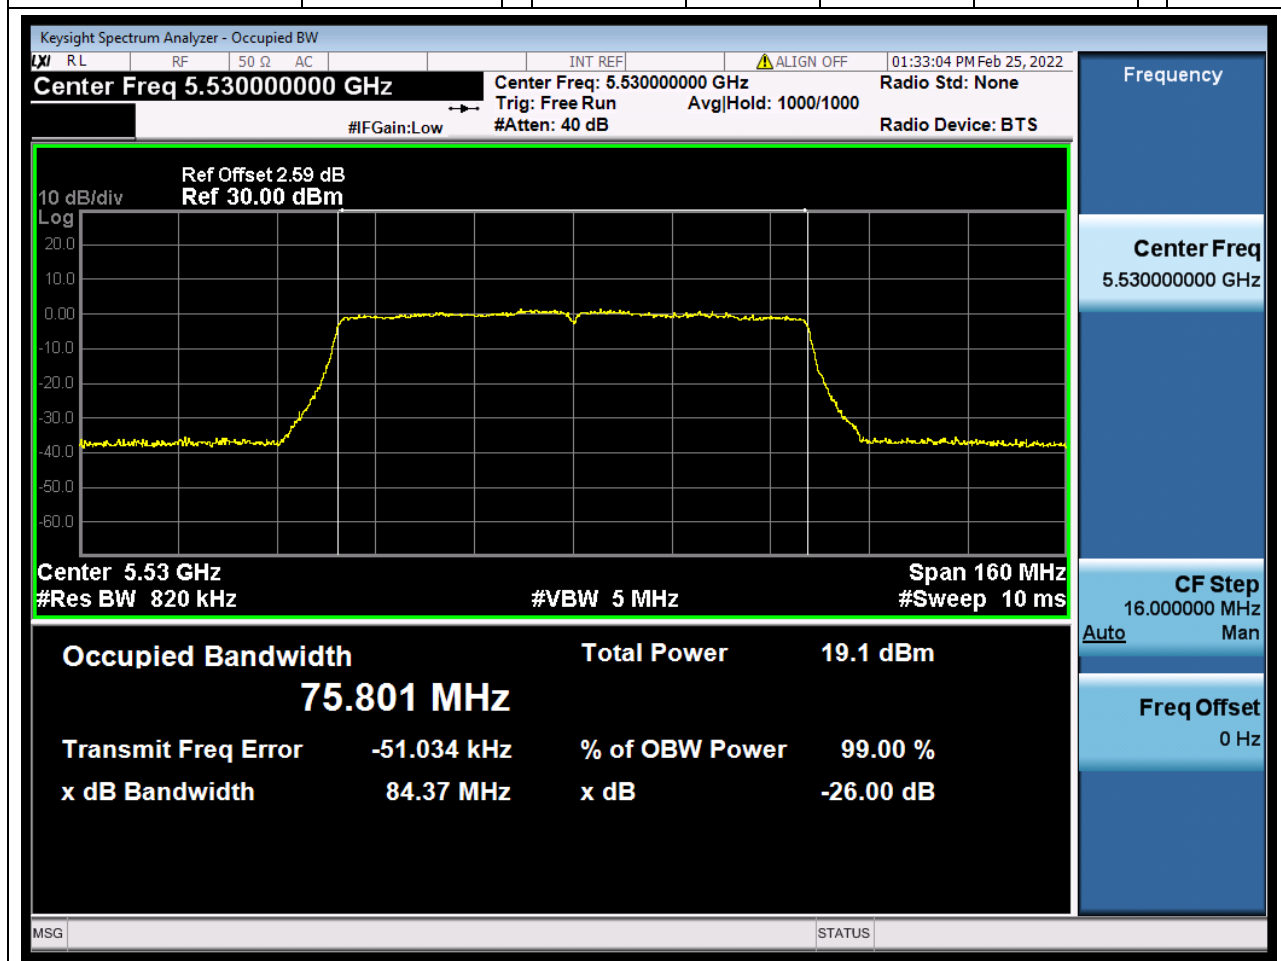 Keysight Spectrum Analyzer - Occupied BW
LXI RL RF 50 Ω AC INT REF ALIGN OFF 01:33:04 PM Feb 25, 2022
Center Freq 5.530000000 GHz
Center Freq: 5.530000000 GHz
Radio Std: None
Trig: Free Run Avg|Hold: 1000/1000
#IFGain:Low
#Atten: 40 dB
Radio Device: BTS
Ref Offset 2.59 dB
10 dB/div Ref 30.00 dBm
Log
20.0
10.0
0.00
-10.0
-20.0
-30.0
-40.0
-50.0
-60.0
Center 5.53 GHz Span 160 MHz
#Res BW 820 kHz #VBW 5 MHz #Sweep 10 ms
Occupied Bandwidth Total Power 19.1 dBm
75.801 MHz
Transmit Freq Error -51.034 kHz % of OBW Power 99.00 %
x dB Bandwidth 84.37 MHz x dB -26.00 dB
MSG STATUS
Frequency
Center Freq
5.530000000 GHz
CF Step
16.000000 MHz
Auto Man
Freq Offset
0 Hz